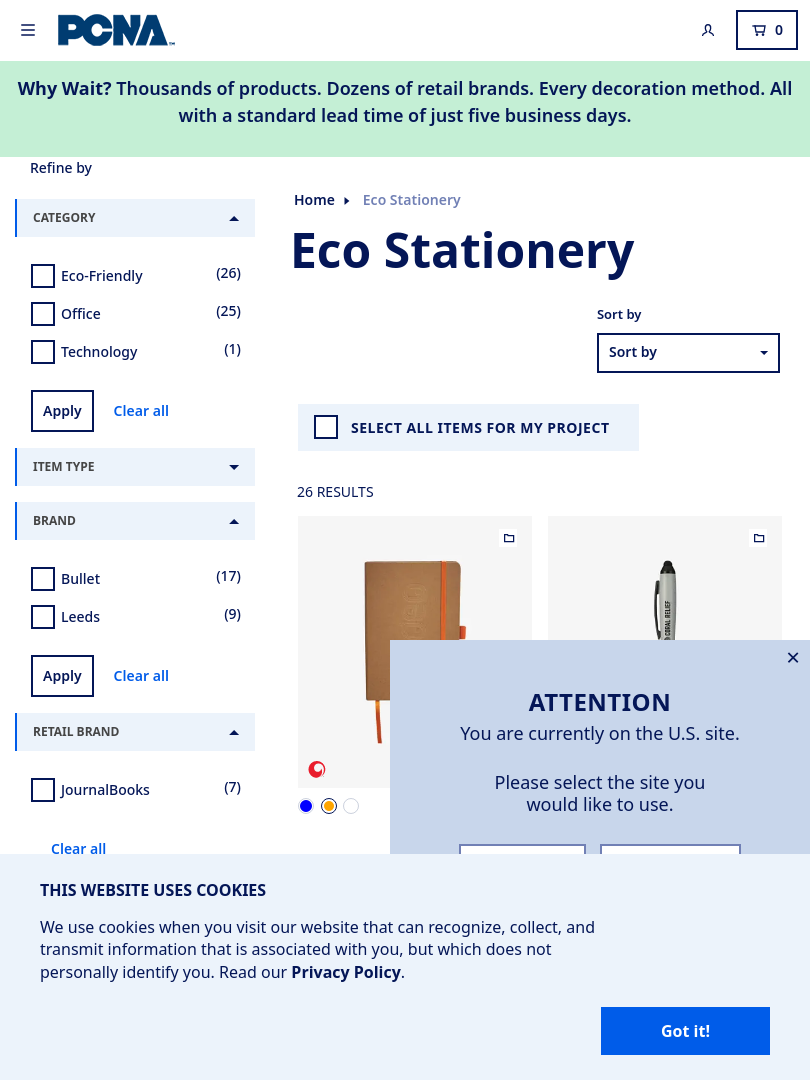 PCNA
0
Why Wait? Thousands of products. Dozens of retail brands. Every decoration method. All
with a standard lead time of just five business days.
Refine by
CATEGORY
Eco-Friendly (26)
Office (25)
Technology (1)
Apply Clear all
ITEM TYPE
BRAND
Bullet (17)
Leeds (9)
Apply Clear all
RETAIL BRAND
JournalBooks (7)
Clear all
Home Eco Stationery
Eco Stationery
Sort by
Sort by
SELECT ALL ITEMS FOR MY PROJECT
26 RESULTS
CORAL RELIEF
ATTENTION
You are currently on the U.S. site.
Please select the site you
would like to use.
THIS WEBSITE USES COOKIES
We use cookies when you visit our website that can recognize, collect, and
transmit information that is associated with you, but which does not
personally identify you. Read our Privacy Policy.
Got it!